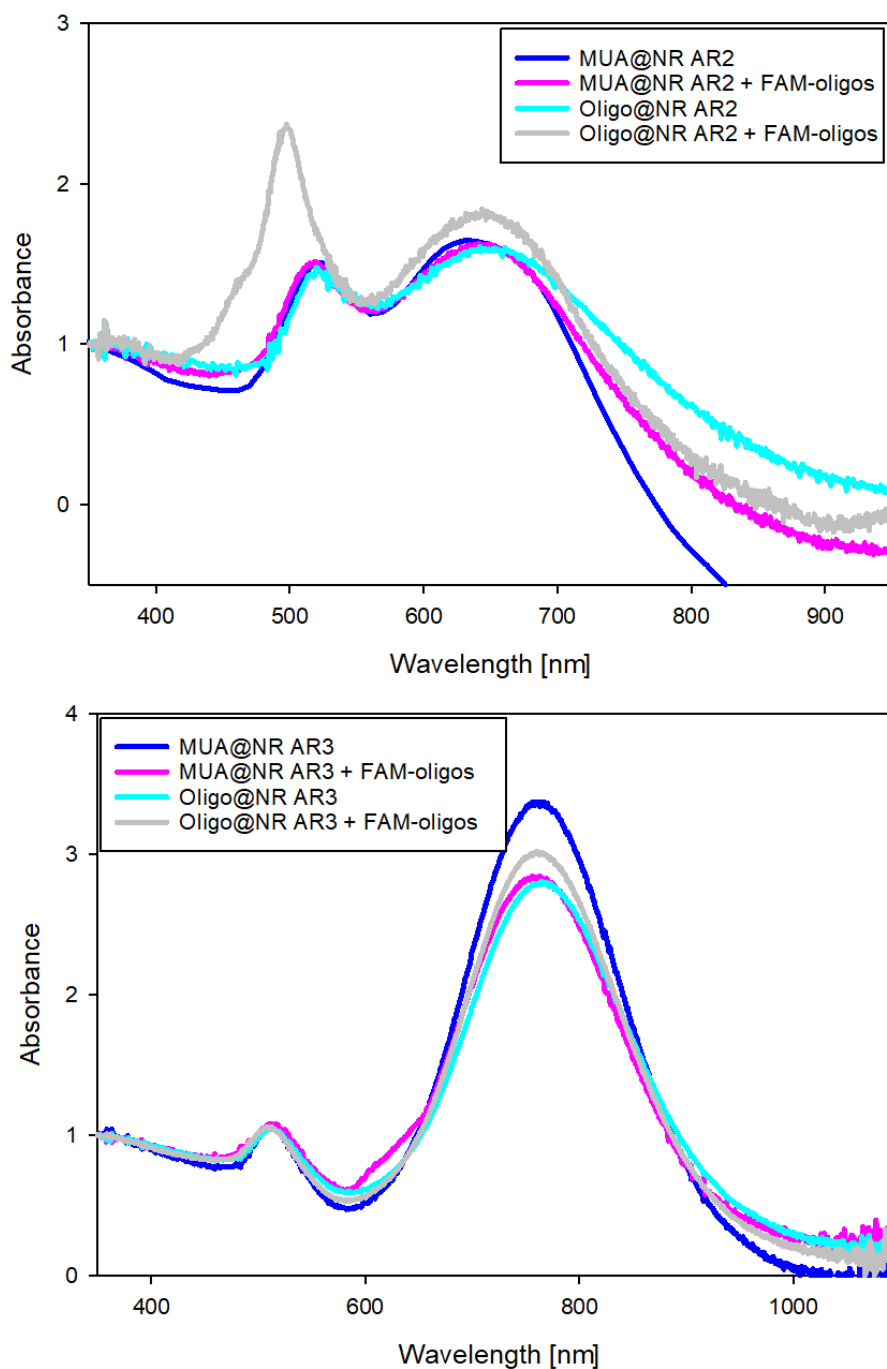 3
MUA@NR AR2
MUA@NR AR2 + FAM-oligos
Oligo@NR AR2
Oligo@NR AR2 + FAM-oligos
2
Absorbance
1
0
400 500 600 700 800 900
Wavelength [nm]
4
MUA@NR AR3
MUA@NR AR3 + FAM-oligos
Oligo@NR AR3
Oligo@NR AR3 + FAM-oligos
3
Absorbance
2
1
0
400 600 800 1000
Wavelength [nm]